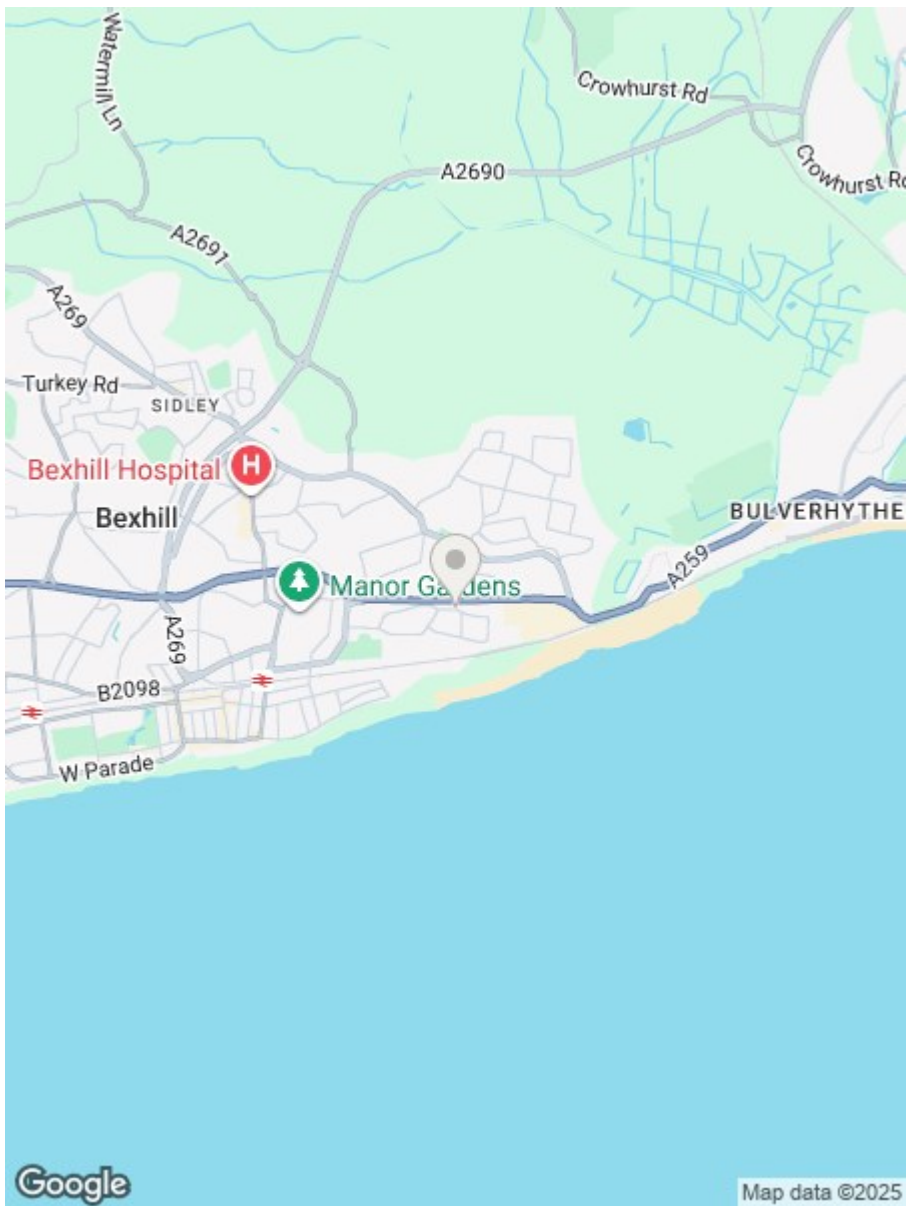 Watermill Ln
Crowhurst Rd
A2690
Crowhurst Rd
A2691
A269
Turkey Rd
SIDLEY
Bexhill Hospital
H
Bexhill
BULVERHYTHE
A259
Manor Gardens
A269
B2098
W Parade
Google
Map data ©2025